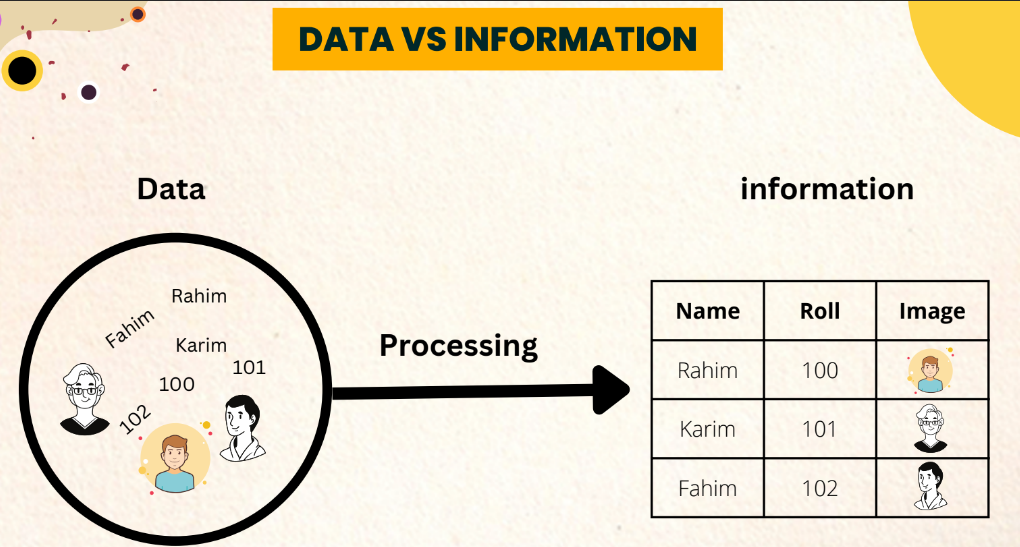 DATA VS INFORMATION
Data
information
Rahim
Fahim
Karim
101
100
102
Processing
Name Roll Image
Rahim 100
Karim 101
Fahim 102